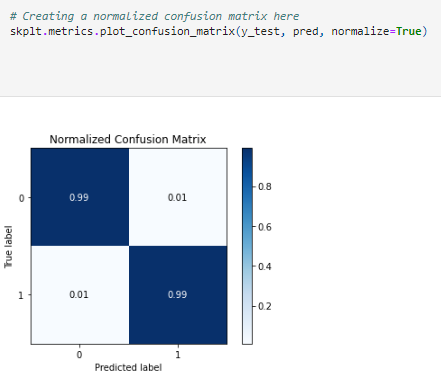 # Creating a normalized confusion matrix here
skplt.metrics.plot_confusion_matrix(y_test, pred, normalize=True)
Normalized Confusion Matrix
0
0.99
0.01
1
0.01
0.99
True label
0
1
Predicted label
0.8
0.6
0.4
0.2